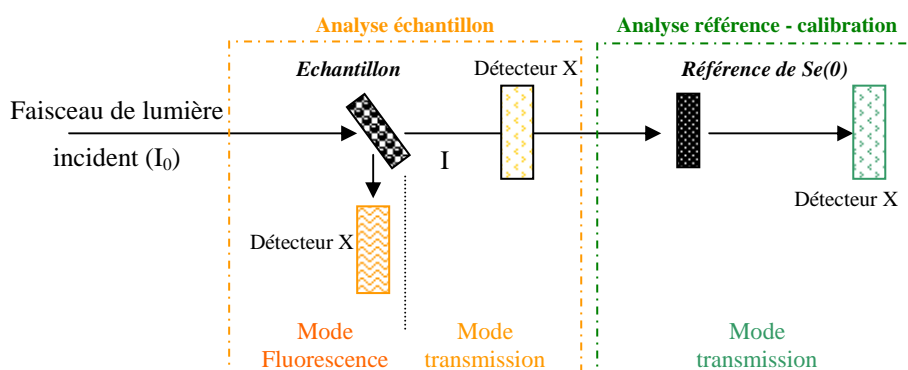 Analyse échantillon
Analyse référence - calibration
Echantillon
Détecteur X
Référence de Se(0)
Faisceau de lumière
incident (I₀)
I
Détecteur X
Détecteur X
Mode
Fluorescence
Mode
transmission
Mode
transmission